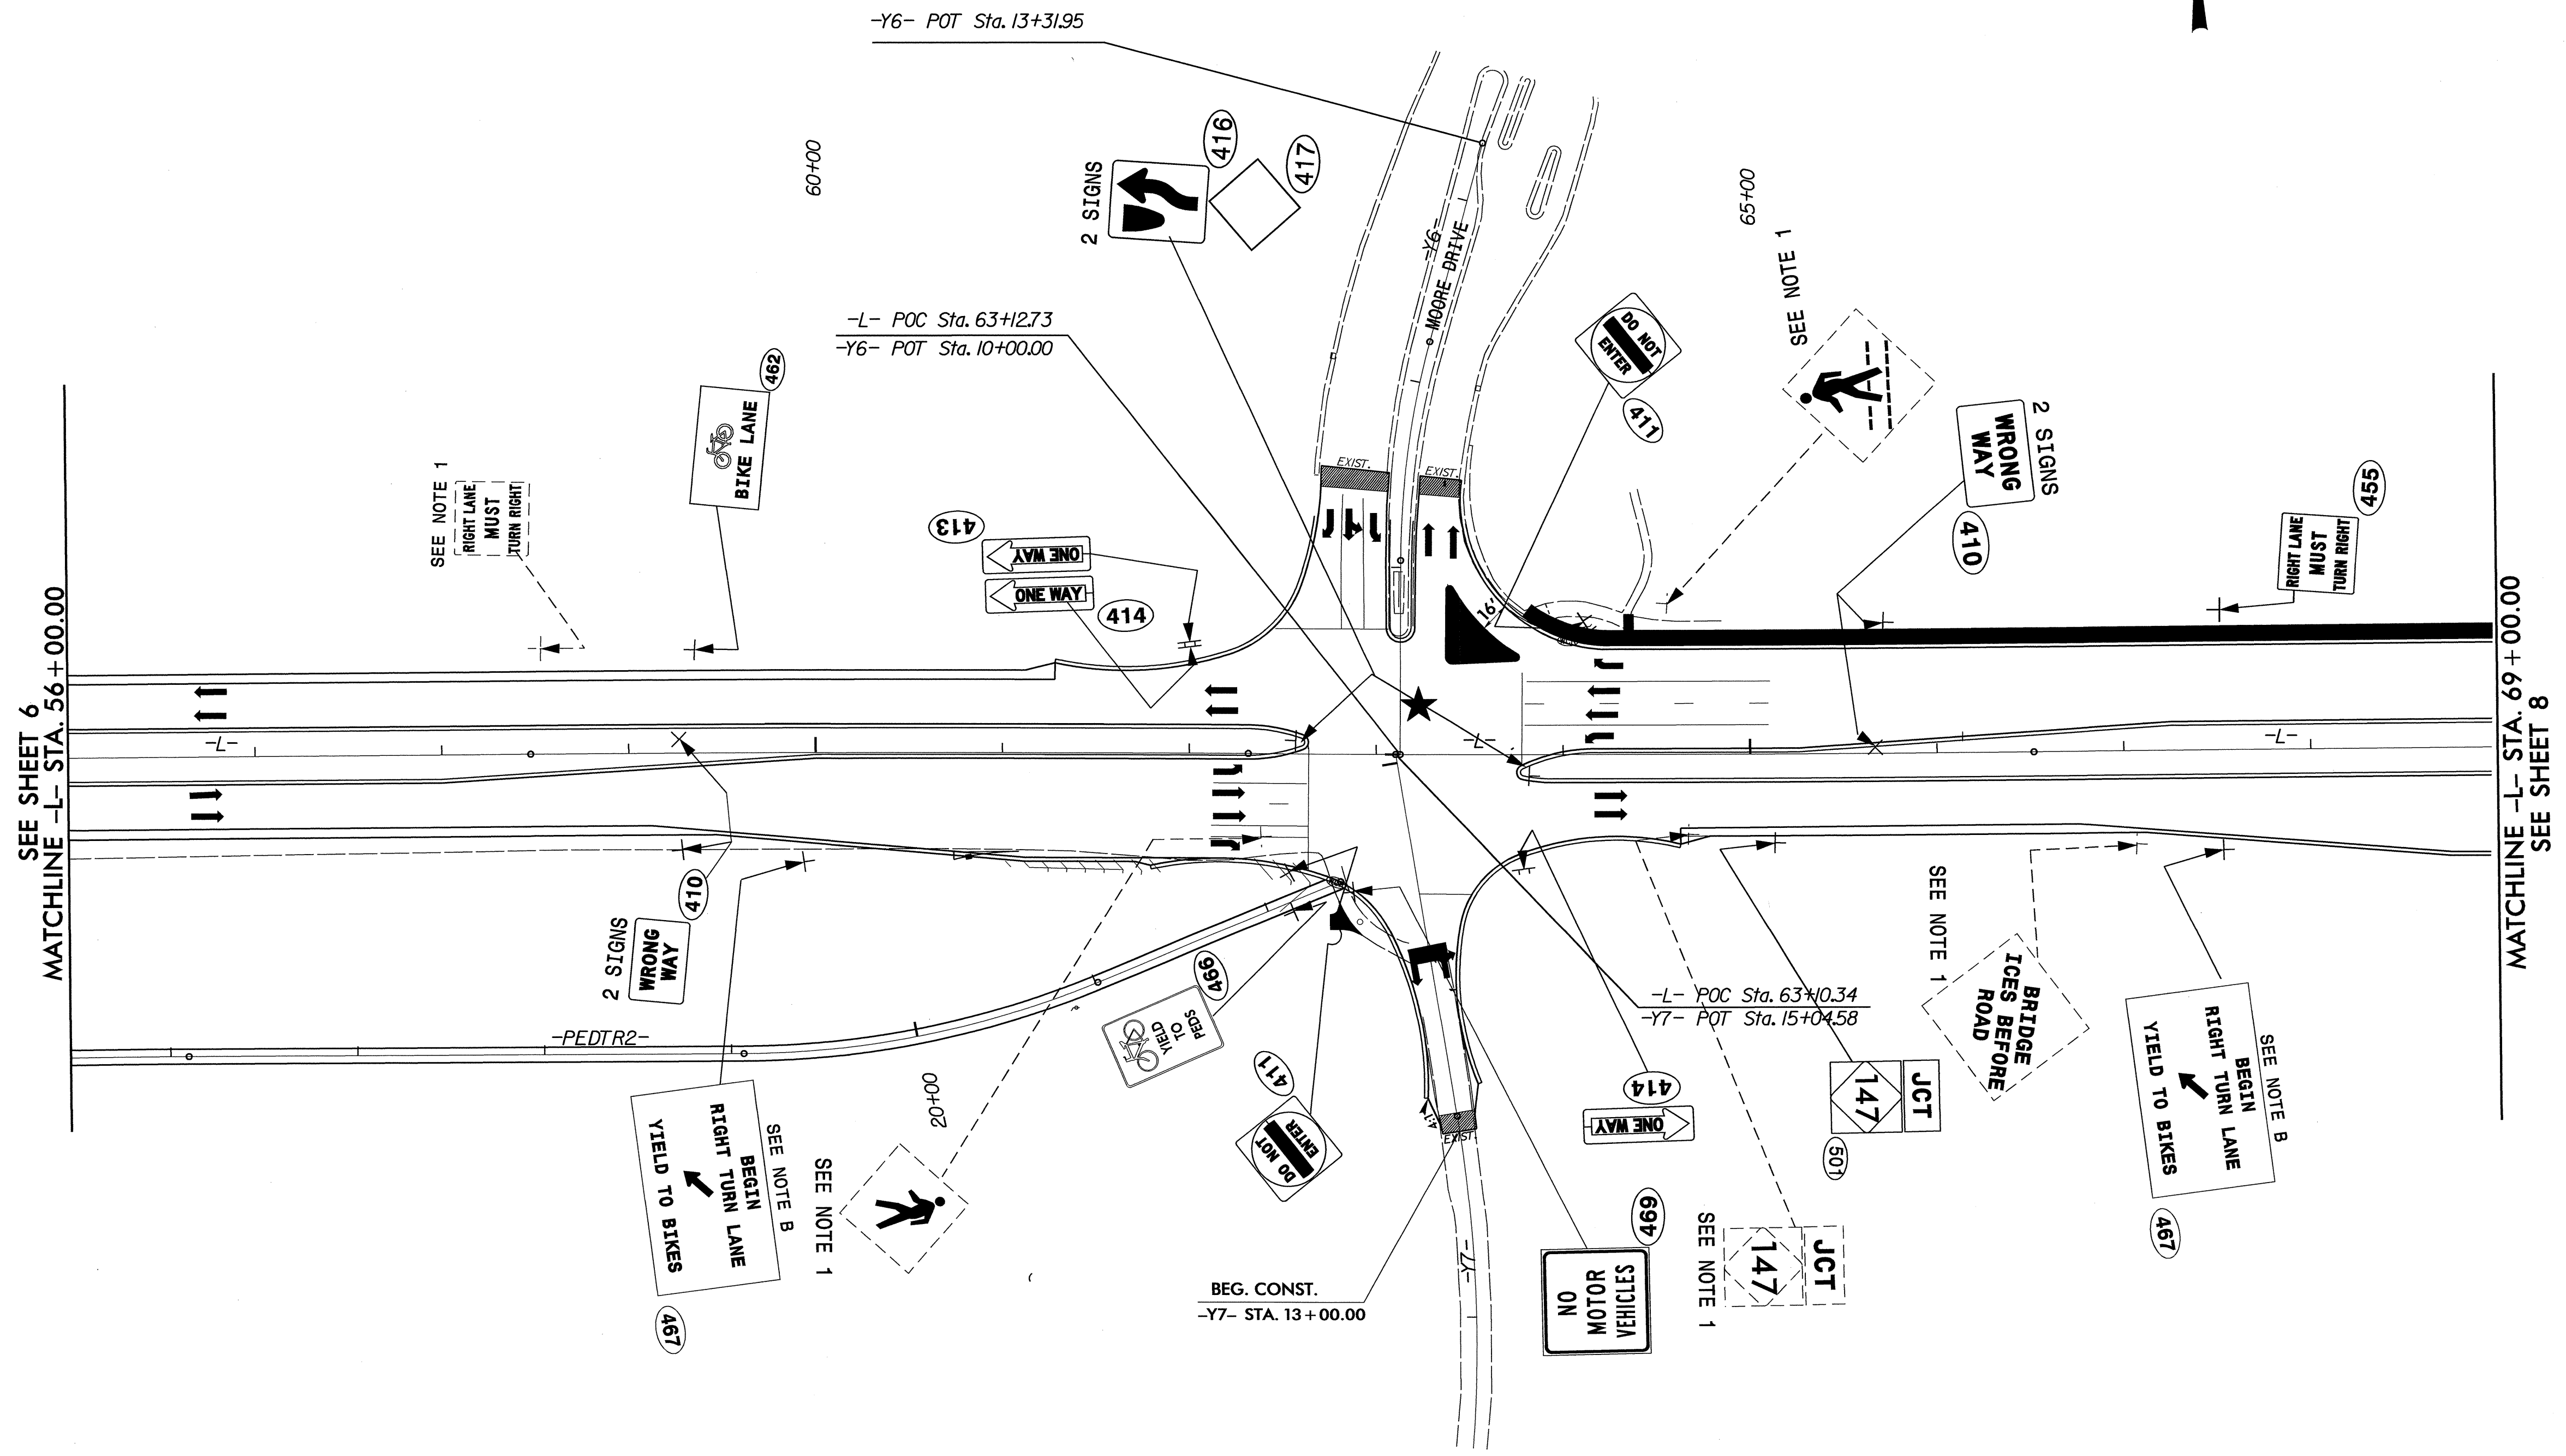 -Y6- POT Sta. 13+31.95
60+00
2 SIGNS
416
417
-Y6-
MOORE DRIVE
65+00
SEE NOTE 1
-L- POC Sta. 63+12.73
-Y6- POT Sta. 10+00.00
DO NOT
ENTER
411
462
BIKE LANE
SEE NOTE 1
RIGHT LANE
MUST
TURN RIGHT
413
ONE WAY
ONE WAY
414
EXIST.
EXIST.
16'
WRONG
WAY
2 SIGNS
410
455
RIGHT LANE
MUST
TURN RIGHT
SEE SHEET 6
MATCHLINE -L- STA. 56+00.00
MATCHLINE -L- STA. 69+00.00
SEE SHEET 8
-L-
-L-
-L-
410
2 SIGNS
WRONG
WAY
-PEDTR2-
466
YIELD
TO
PEDS
20+00
411
DO NOT
ENTER
4:1
EXIST.
-L- POC Sta. 63+10.34
-Y7- POT Sta. 15+04.58
414
ONE WAY
JCT
147
501
SEE NOTE 1
BRIDGE
ICES BEFORE
ROAD
SEE NOTE B
BEGIN
RIGHT TURN LANE
YIELD TO BIKES
467
SEE NOTE B
BEGIN
RIGHT TURN LANE
YIELD TO BIKES
467
SEE NOTE 1
BEG. CONST.
-Y7- STA. 13+00.00
-Y7-
469
NO
MOTOR
VEHICLES
SEE NOTE 1
JCT
147